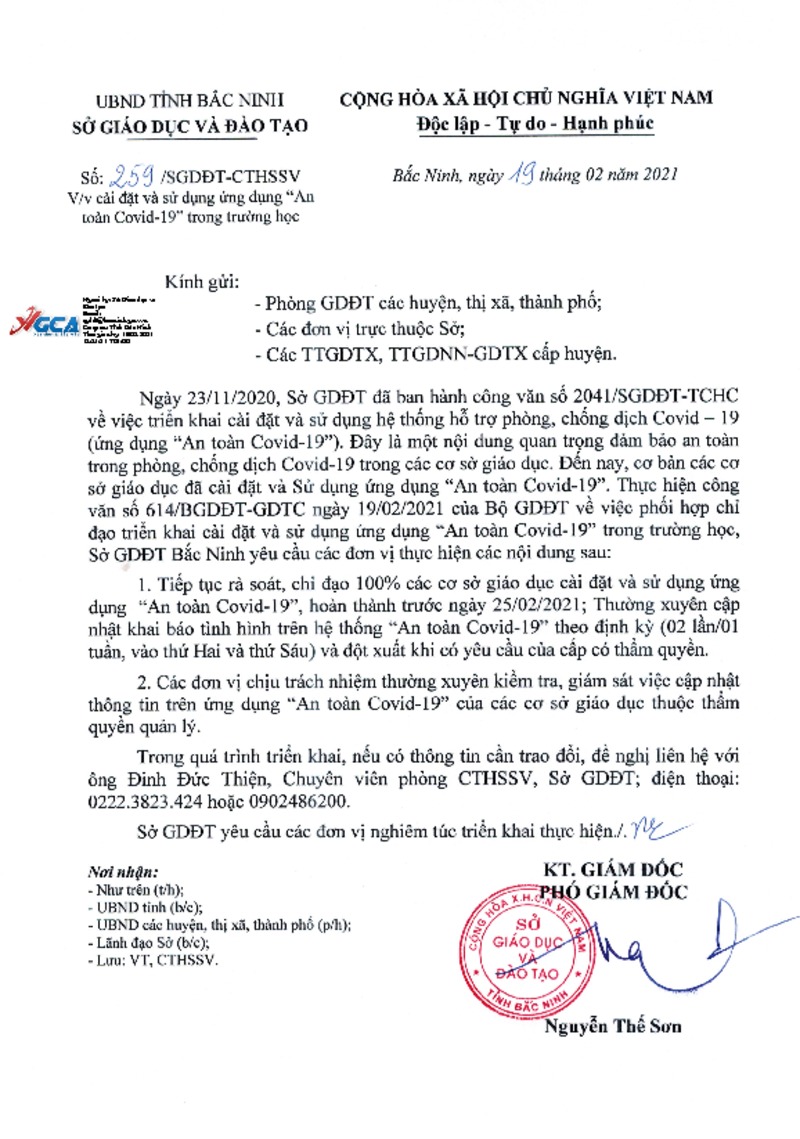 UBND TỈNH BẮC NINH
SỞ GIÁO DỤC VÀ ĐÀO TẠO
CỘNG HÒA XÃ HỘI CHỦ NGHĨA VIỆT NAM
Độc lập - Tự do - Hạnh phúc
Số: 259/SGDĐT-CTHSSV
V/v cài đặt và sử dụng ứng dụng “An
toàn Covid-19” trong trường học
Bắc Ninh, ngày 19 tháng 02 năm 2021
Kính gửi:
- Phòng GDĐT các huyện, thị xã, thành phố;
- Các đơn vị trực thuộc Sở;
- Các TTGDTX, TTGDNN-GDTX cấp huyện.
Ngày 23/11/2020, Sở GDĐT đã ban hành công văn số 2041/SGDĐT-TCHC
về việc triển khai cài đặt và sử dụng hệ thống hỗ trợ phòng, chống dịch Covid – 19
(ứng dụng “An toàn Covid-19”). Đây là một nội dung quan trọng đảm bảo an toàn
trong phòng, chống dịch Covid-19 trong các cơ sở giáo dục. Đến nay, cơ bản các cơ
sở giáo dục đã cài đặt và Sử dụng ứng dụng “An toàn Covid-19”. Thực hiện công
văn số 614/BGDĐT-GDTC ngày 19/02/2021 của Bộ GDĐT về việc phối hợp chỉ
đạo triển khai cài đặt và sử dụng ứng dụng “An toàn Covid-19” trong trường học,
Sở GDĐT Bắc Ninh yêu cầu các đơn vị thực hiện các nội dung sau:
1. Tiếp tục rà soát, chỉ đạo 100% các cơ sở giáo dục cài đặt và sử dụng ứng
dụng “An toàn Covid-19”, hoàn thành trước ngày 25/02/2021; Thường xuyên cập
nhật khai báo tình hình trên hệ thống “An toàn Covid-19” theo định kỳ (02 lần/01
tuần, vào thứ Hai và thứ Sáu) và đột xuất khi có yêu cầu của cấp có thẩm quyền.
2. Các đơn vị chịu trách nhiệm thường xuyên kiểm tra, giám sát việc cập nhật
thông tin trên ứng dụng “An toàn Covid-19” của các cơ sở giáo dục thuộc thẩm
quyền quản lý.
Trong quá trình triển khai, nếu có thông tin cần trao đổi, đề nghị liên hệ với
ông Đinh Đức Thiện, Chuyên viên phòng CTHSSV, Sở GDĐT; điện thoại:
0222.3823.424 hoặc 0902486200.
Sở GDĐT yêu cầu các đơn vị nghiêm túc triển khai thực hiện./.
Nơi nhận:
- Như trên (t/h);
- UBND tỉnh (b/c);
- UBND các huyện, thị xã, thành phố (p/h);
- Lãnh đạo Sở (b/c);
- Lưu: VT, CTHSSV.
KT. GIÁM ĐỐC
PHÓ GIÁM ĐỐC
CỘNG HÒA X.H.C.N VIỆT NAM
SỞ
GIÁO DỤC
VÀ
ĐÀO TẠO
TỈNH BẮC NINH
Nguyễn Thế Sơn